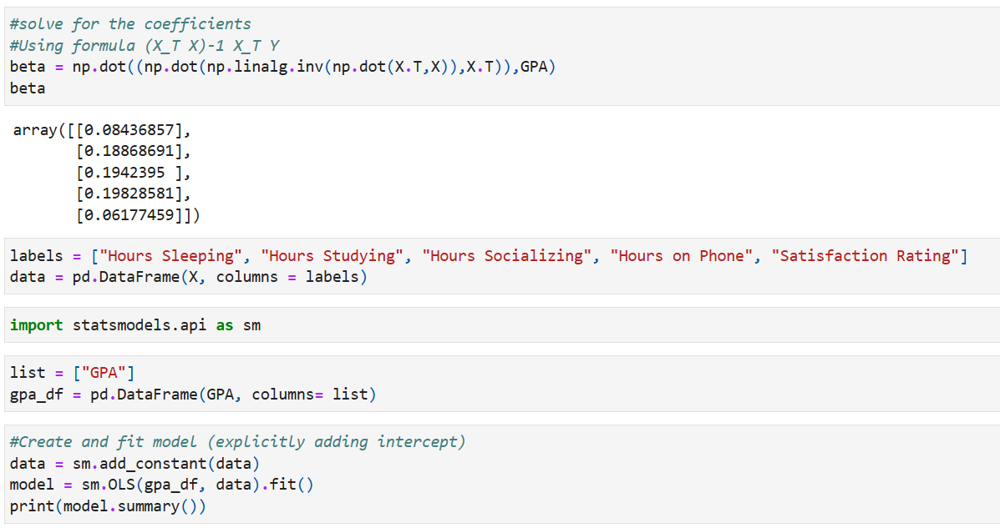 #solve for the coefficients
#Using formula (X_T X)-1 X_T Y
beta = np.dot((np.dot(np.linalg.inv(np.dot(X.T,X)),X.T)),GPA)
beta
array([[0.08436857],
[0.18868691],
[0.1942395 ],
[0.19828581],
[0.06177459]])
labels = ["Hours Sleeping", "Hours Studying", "Hours Socializing", "Hours on Phone", "Satisfaction Rating"]
data = pd.DataFrame(X, columns = labels)
import statsmodels.api as sm
list = ["GPA"]
gpa_df = pd.DataFrame(GPA, columns= list)
#Create and fit model (explicitly adding intercept)
data = sm.add_constant(data)
model = sm.OLS(gpa_df, data).fit()
print(model.summary())